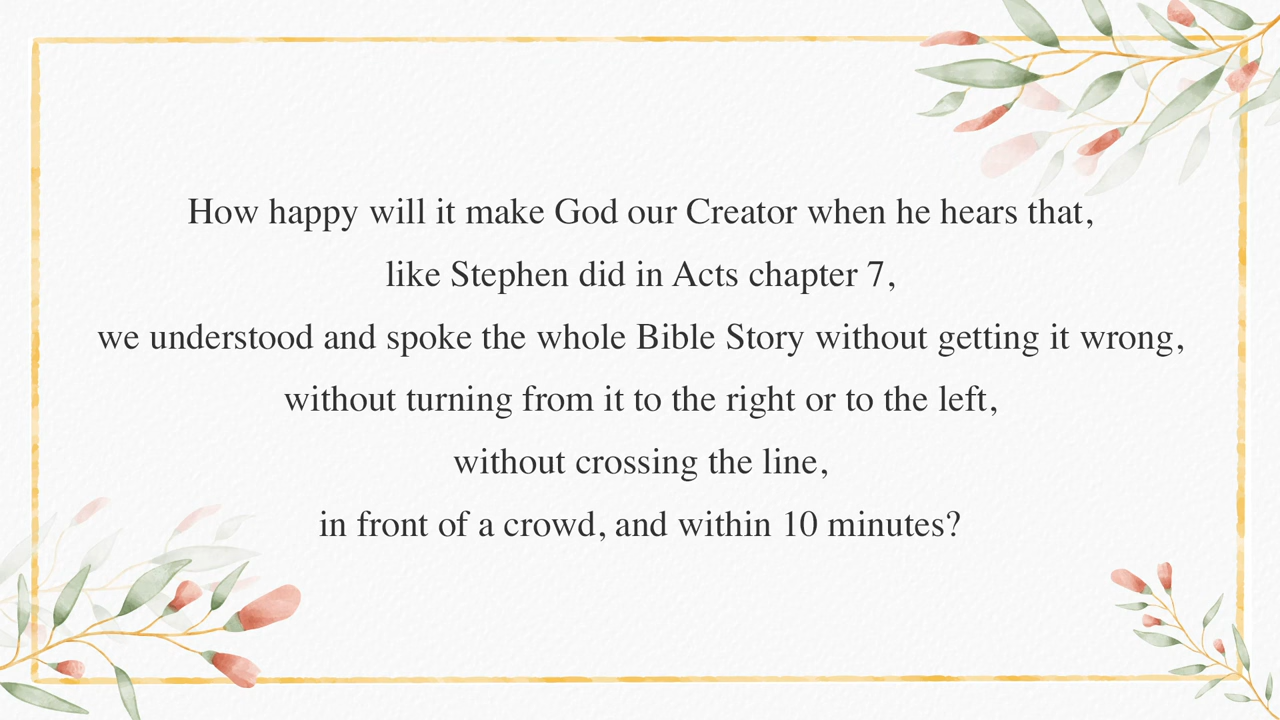 How happy will it make God our Creator when he hears that,
like Stephen did in Acts chapter 7,
we understood and spoke the whole Bible Story without getting it wrong,
without turning from it to the right or to the left,
without crossing the line,
in front of a crowd, and within 10 minutes?